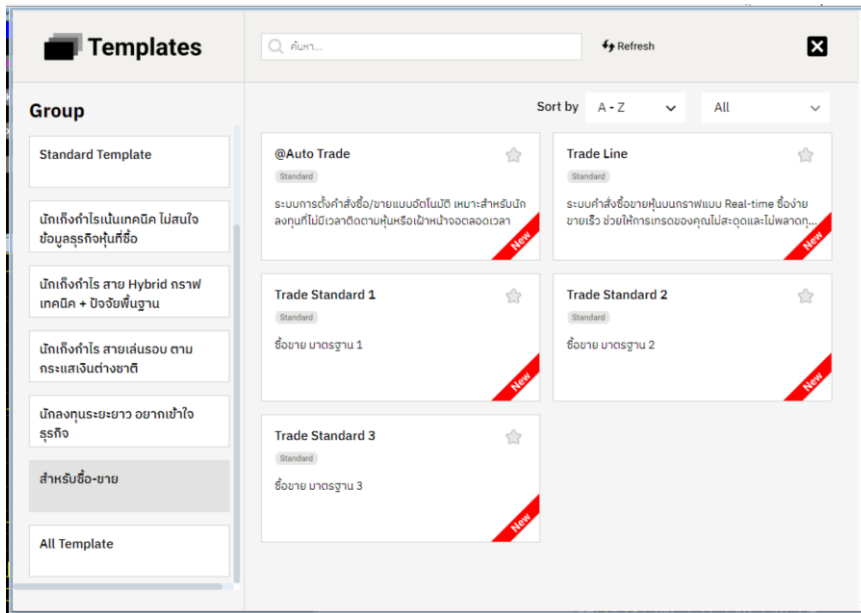 Templates
ค้นหา...
Refresh
Group
Sort by A - Z All
Standard Template
นักเก็งกำไรเน้นเทคนิค ไม่สนใจ
ข้อมูลธุรกิจหุ้นที่ซื้อ
นักเก็งกำไร สาย Hybrid กราฟ
เทคนิค + ปัจจัยพื้นฐาน
นักเก็งกำไร สายเล่นรอบ ตาม
กระแสเงินต่างชาติ
นักลงทุนระยะยาว อยากเข้าใจ
ธุรกิจ
สำหรับซื้อ-ขาย
All Template
@Auto Trade
Standard
ระบบการตั้งคำสั่งซื้อ/ขายแบบอัตโนมัติ เหมาะสำหรับนัก
ลงทุนที่ไม่มีเวลาติดตามหุ้นหรือเฝ้าหน้าจอตลอดเวลา
New
Trade Line
Standard
ระบบคำสั่งซื้อขายหุ้นบนกราฟแบบ Real-time ซื้อง่าย
ขายเร็ว ช่วยให้การเทรดของคุณไม่สะดุดและไม่พลาดทุ...
New
Trade Standard 1
Standard
ซื้อขาย มาตรฐาน 1
New
Trade Standard 2
Standard
ซื้อขาย มาตรฐาน 2
New
Trade Standard 3
Standard
ซื้อขาย มาตรฐาน 3
New